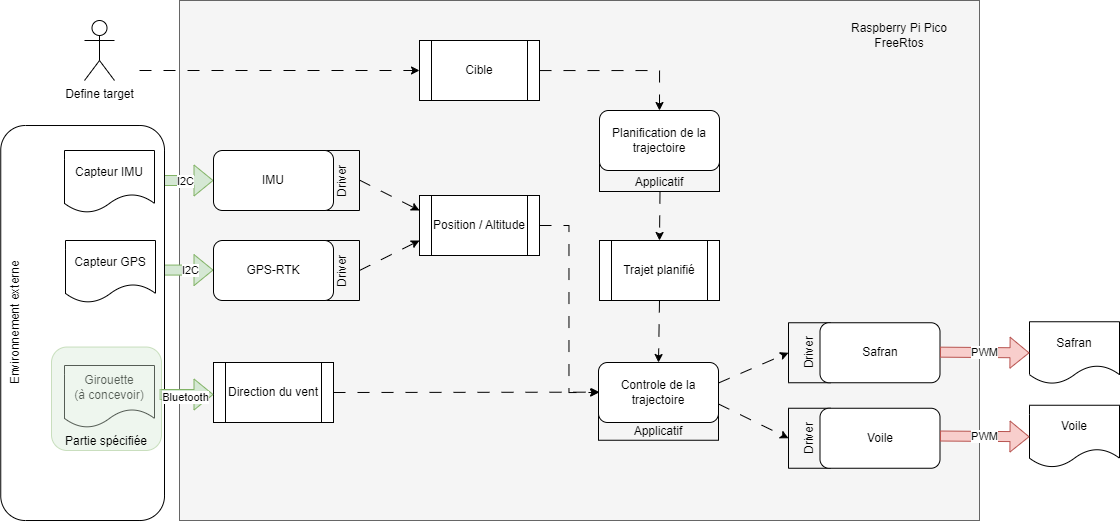 Raspberry Pi Pico
FreeRtos
Define target
Cible
Planification de la
trajectoire
Applicatif
Environnement externe
Capteur IMU
I2C
IMU
Driver
Position / Altitude
Capteur GPS
I2C
GPS-RTK
Driver
Trajet planifié
Girouette
(à concevoir)
Partie spécifiée
Bluetooth
Direction du vent
Controle de la
trajectoire
Applicatif
Driver
Safran
PWM
Safran
Driver
Voile
PWM
Voile